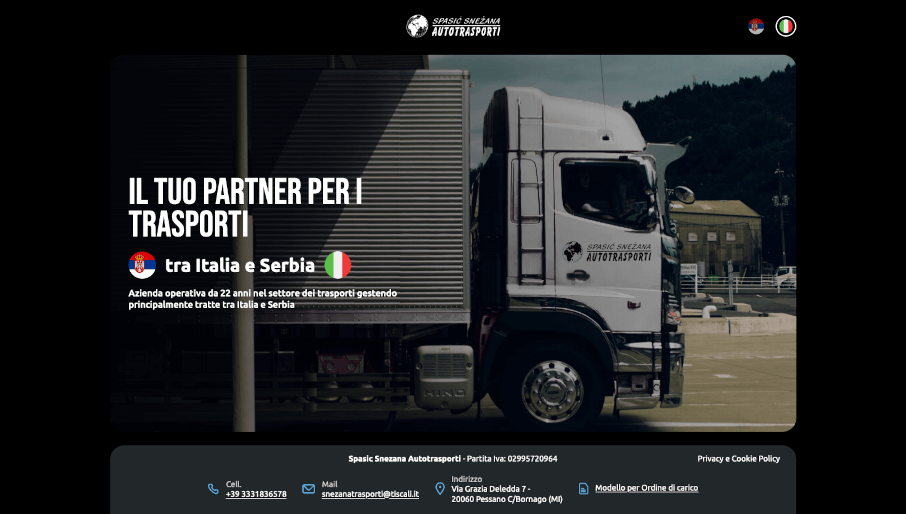 SPASIĆ SNEŽANA
AUTOTRASPORTI
IL TUO PARTNER PER I
TRASPORTI
tra Italia e Serbia
Azienda operativa da 22 anni nel settore dei trasporti gestendo
principalmente tratte tra Italia e Serbia
SPASIĆ SNEŽANA
AUTOTRASPORTI
HINO
Spasic Snezana Autotrasporti - Partita Iva: 02995720964
Privacy e Cookie Policy
Cell.
+39 3331836578
Mail
snezanatrasporti@tiscali.it
Indirizzo
Via Grazia Deledda 7 -
20060 Pessano C/Bornago (MI)
Modello per Ordine di carico